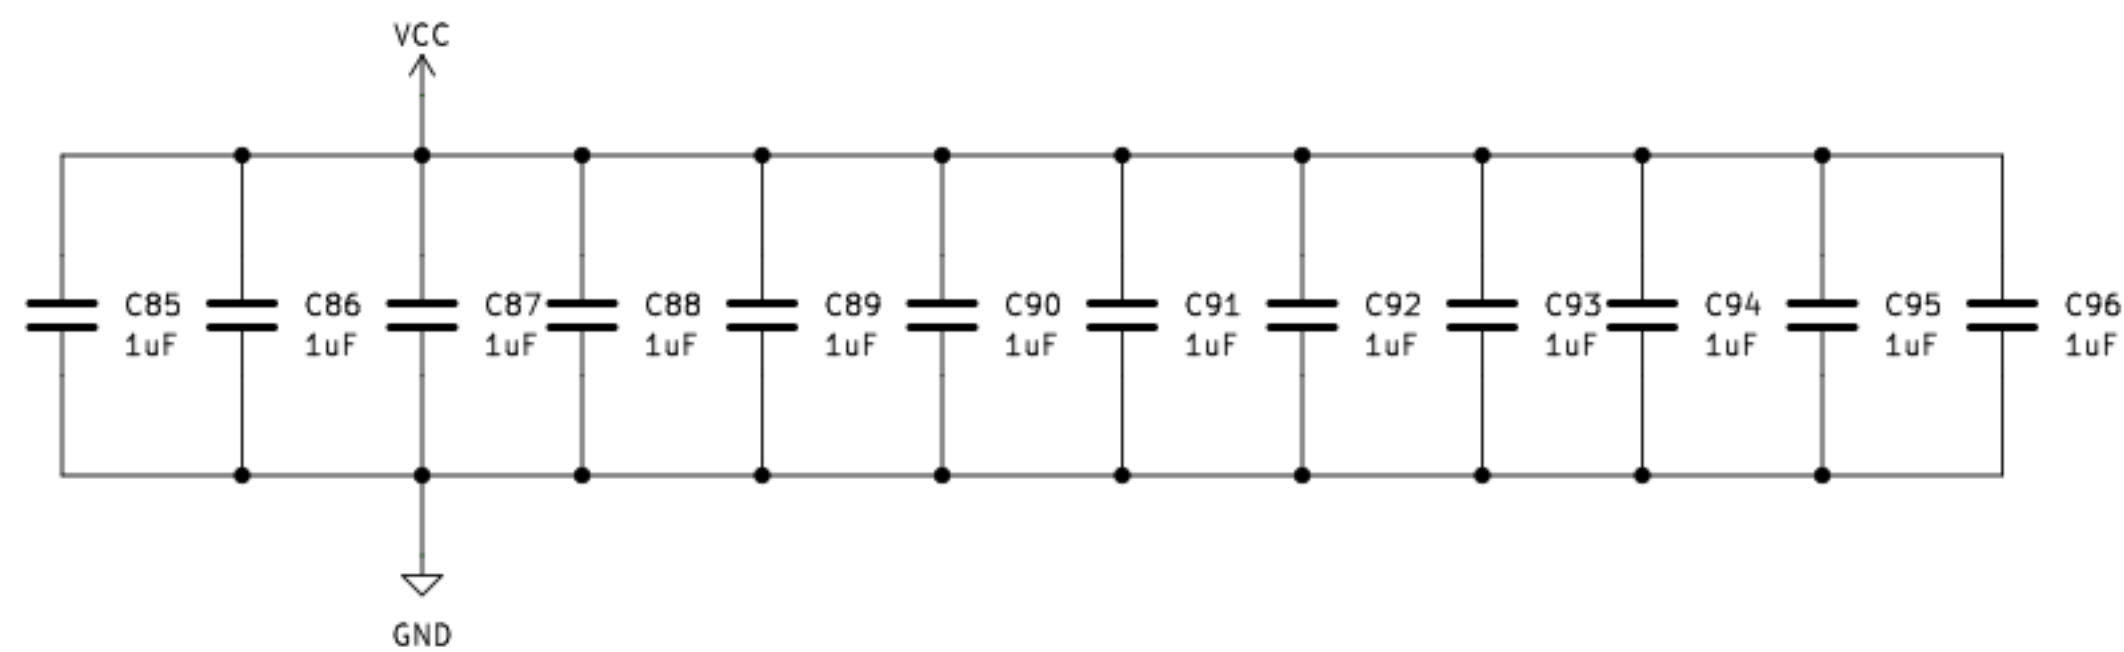 VCC
C85 C86 C87 C88 C89 C90 C91 C92 C93 C94 C95 C96
1uF 1uF 1uF 1uF 1uF 1uF 1uF 1uF 1uF 1uF 1uF 1uF
GND